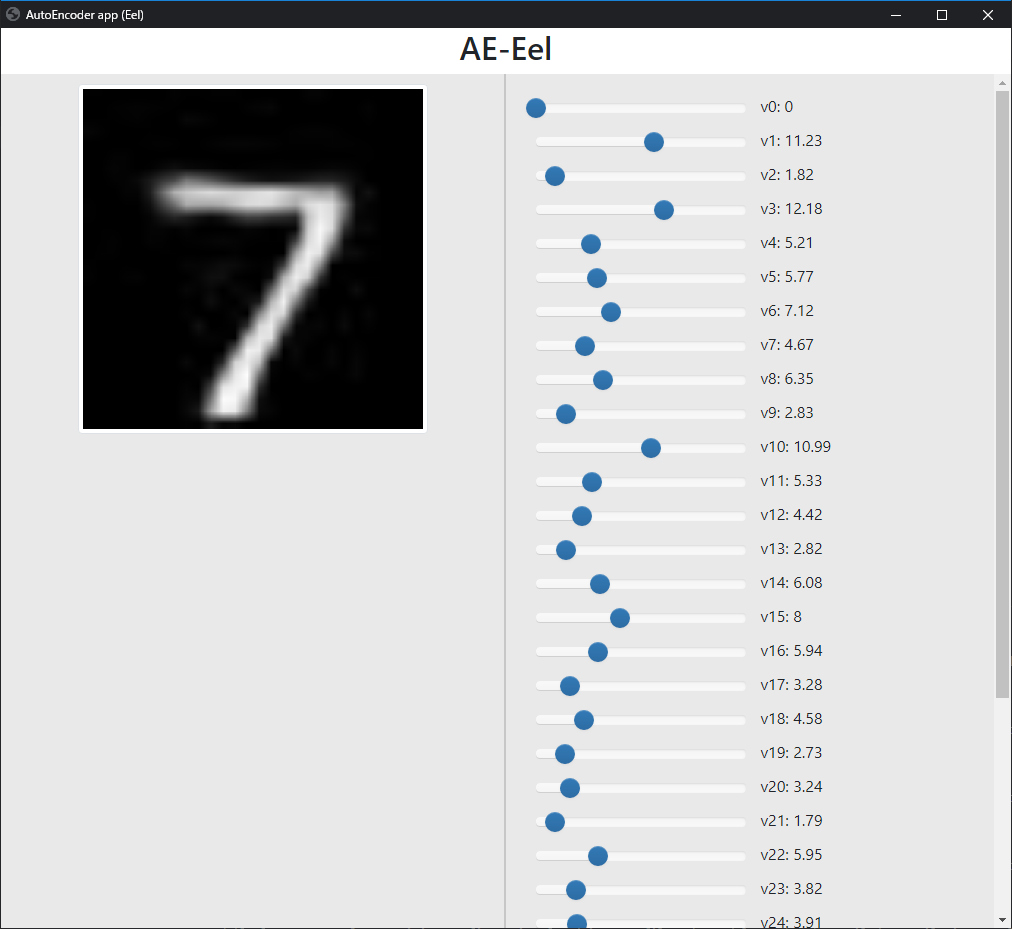 AutoEncoder app (Eel)
AE-Eel
7
v0: 0
v1: 11.23
v2: 1.82
v3: 12.18
v4: 5.21
v5: 5.77
v6: 7.12
v7: 4.67
v8: 6.35
v9: 2.83
v10: 10.99
v11: 5.33
v12: 4.42
v13: 2.82
v14: 6.08
v15: 8
v16: 5.94
v17: 3.28
v18: 4.58
v19: 2.73
v20: 3.24
v21: 1.79
v22: 5.95
v23: 3.82
v24: 3.91